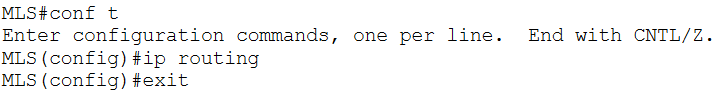 MLS#conf t
Enter configuration commands, one per line.  End with CNTL/Z.
MLS(config)#ip routing
MLS(config)#exit